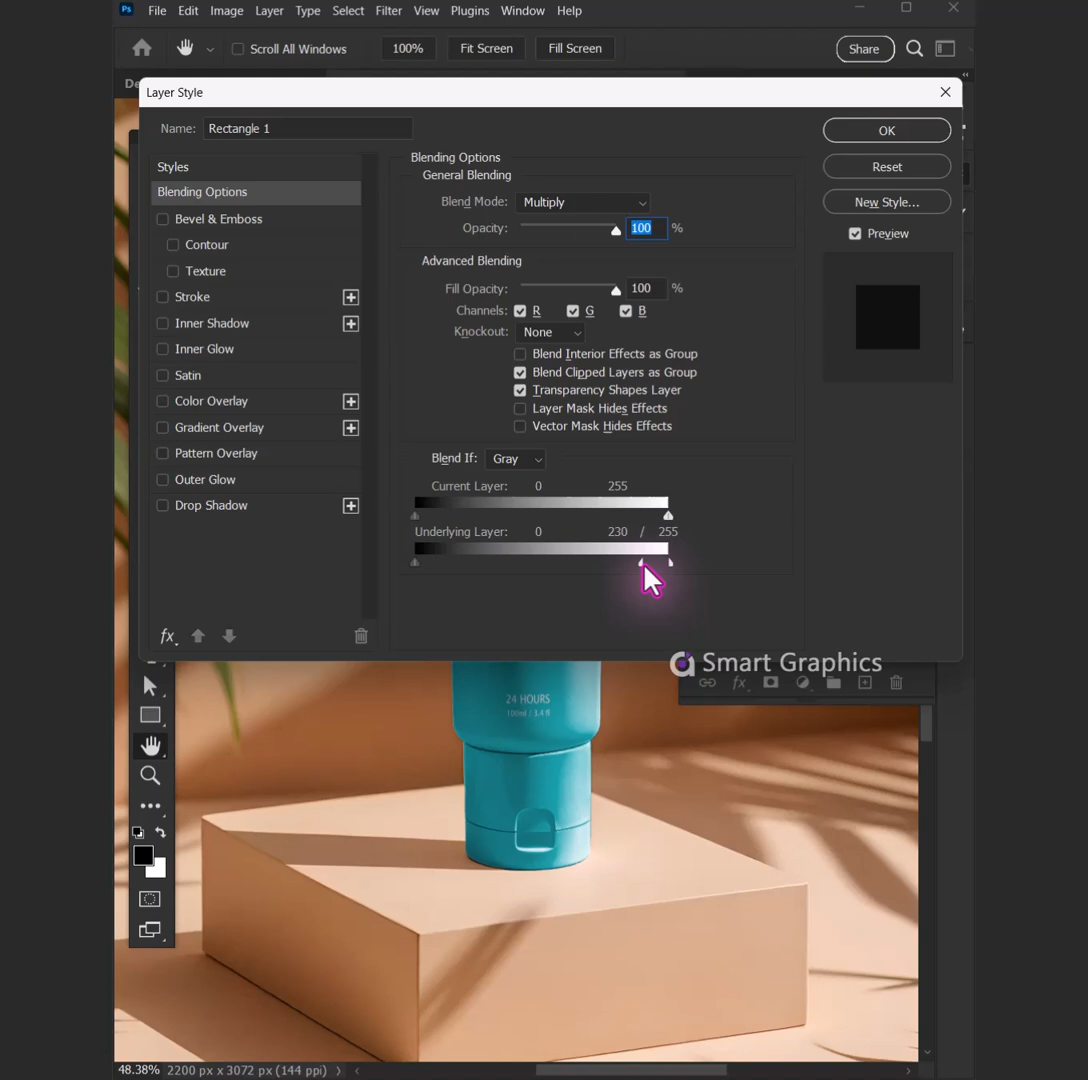 Ps File Edit Image Layer Type Select Filter View Plugins Window Help
Scroll All Windows 100% Fit Screen Fill Screen Share
De
Layer Style
Name: Rectangle 1
Styles
Blending Options
Bevel & Emboss
Contour
Texture
Stroke
Inner Shadow
Inner Glow
Satin
Color Overlay
Gradient Overlay
Pattern Overlay
Outer Glow
Drop Shadow
fx
Blending Options
General Blending
Blend Mode: Multiply
Opacity: 100 %
Advanced Blending
Fill Opacity: 100 %
Channels: R G B
Knockout: None
Blend Interior Effects as Group
Blend Clipped Layers as Group
Transparency Shapes Layer
Layer Mask Hides Effects
Vector Mask Hides Effects
Blend If: Gray
Current Layer: 0 255
Underlying Layer: 0 230 / 255
OK
Reset
New Style...
Preview
Smart Graphics
fx
24 HOURS
100ml / 3.4 fl
48.38% 2200 px x 3072 px (144 ppi)